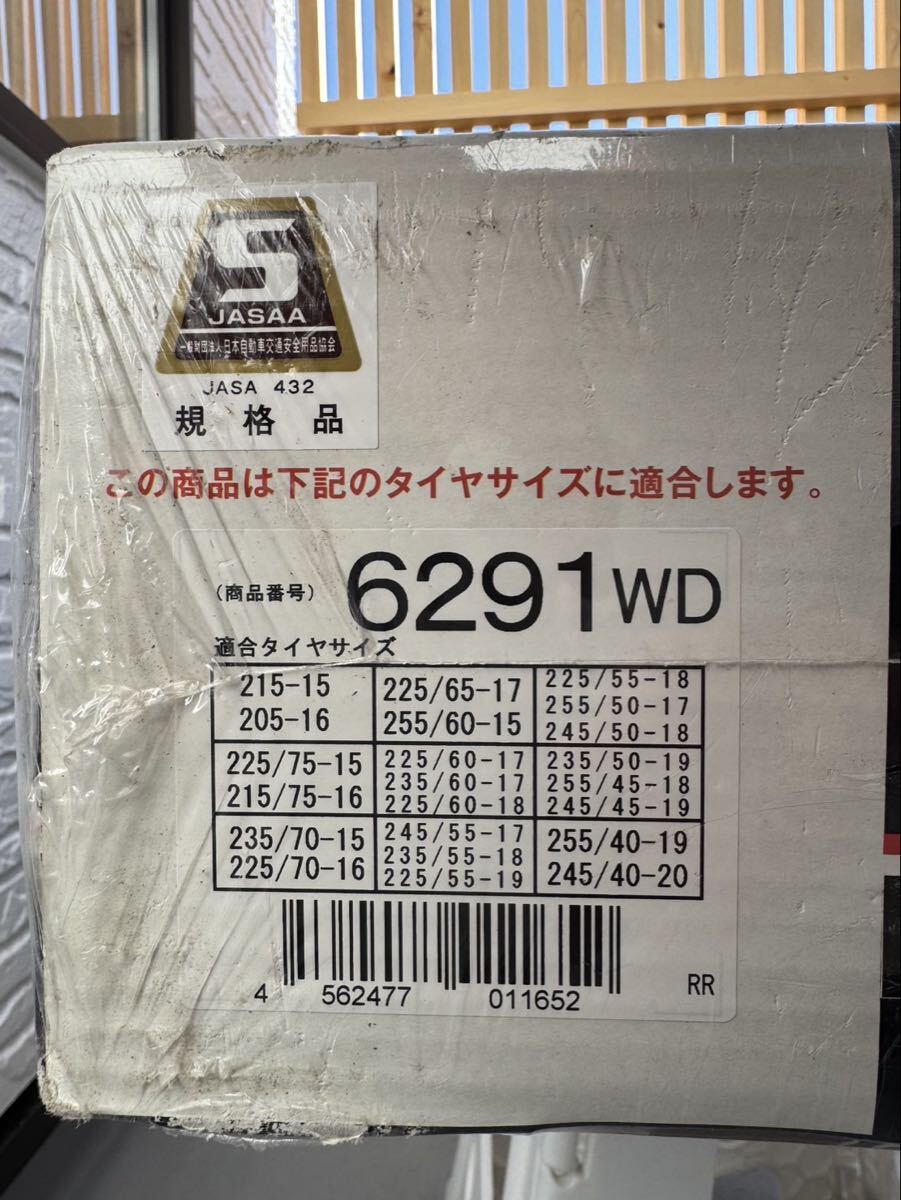 S
JASAA
一般財団法人日本自動車交通安全用品協会
JASA 432
規格品
この商品は下記のタイヤサイズに適合します。
(商品番号) 6291WD
適合タイヤサイズ
215-15
205-16
225/65-17
255/60-15
225/55-18
255/50-17
245/50-18
225/75-15
215/75-16
225/60-17
235/60-17
225/60-18
235/50-19
255/45-18
245/45-19
235/70-15
225/70-16
245/55-17
235/55-18
225/55-19
255/40-19
245/40-20
4 562477 011652
RR